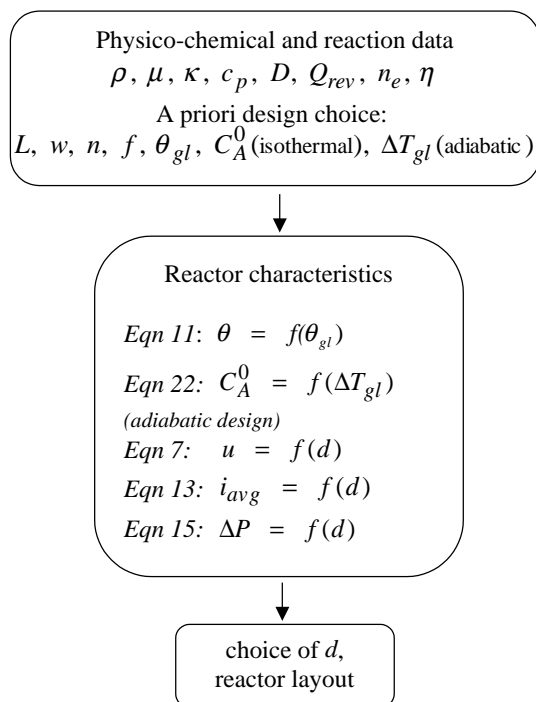 Physico-chemical and reaction data
ρ, μ, κ, c_p, D, Q_rev, n_e, η
A priori design choice:
L, w, n, f, θ_gl, C_A^0 (isothermal), ΔT_gl (adiabatic)
Reactor characteristics
Eqn 11: θ = f(θ_gl)
Eqn 22: C_A^0 = f(ΔT_gl)
(adiabatic design)
Eqn 7: u = f(d)
Eqn 13: i_avg = f(d)
Eqn 15: ΔP = f(d)
choice of d,
reactor layout